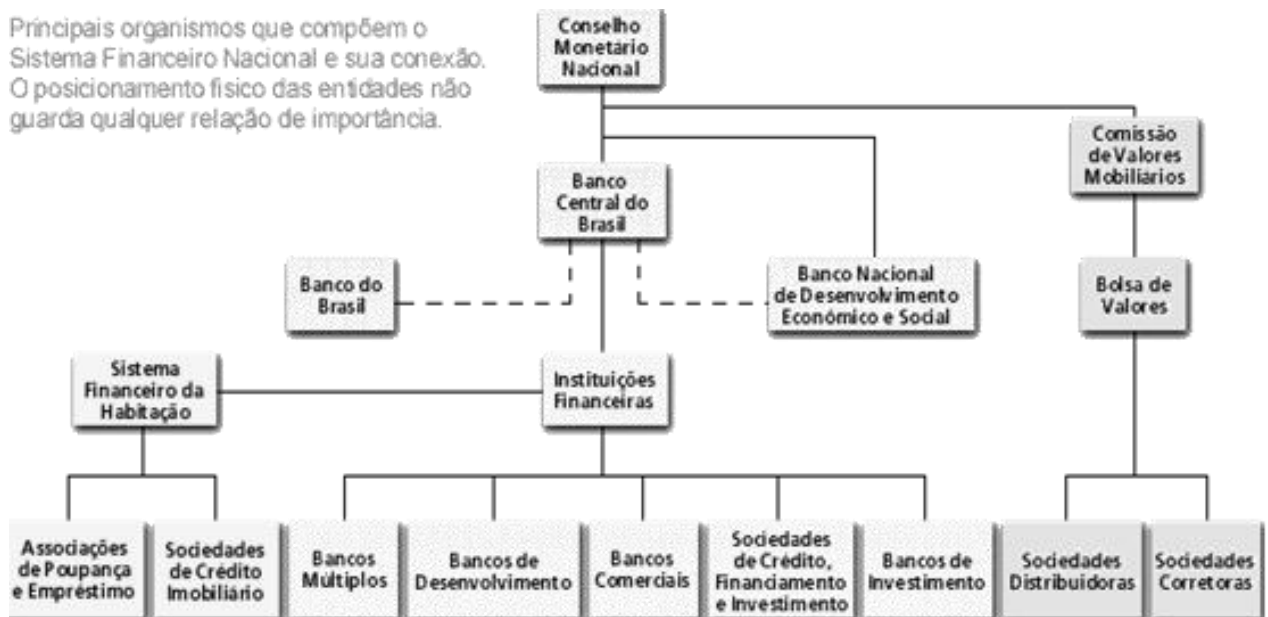 Principais organismos que compõem o
Sistema Financeiro Nacional e sua conexão.
O posicionamento fisico das entidades não
guarda qualquer relação de importância.
Conselho
Monetário
Nacional
Comissão
de Valores
Mobiliários
Banco
Central do
Brasil
Banco do
Brasil
Banco Nacional
de Desenvolvimento
Económico e Social
Bolsa de
Valores
Sistema
Financeiro da
Habitação
Instituições
Financeiras
Associações
de Poupança
e Empréstimo
Sociedades
de Crédito
Imobiliário
Bancos
Múltiplos
Bancos de
Desenvolvimento
Bancos
Comerciais
Sociedades
de Crédito,
Financiamento
e Investimento
Bancos de
Investimento
Sociedades
Distribuidoras
Sociedades
Corretoras